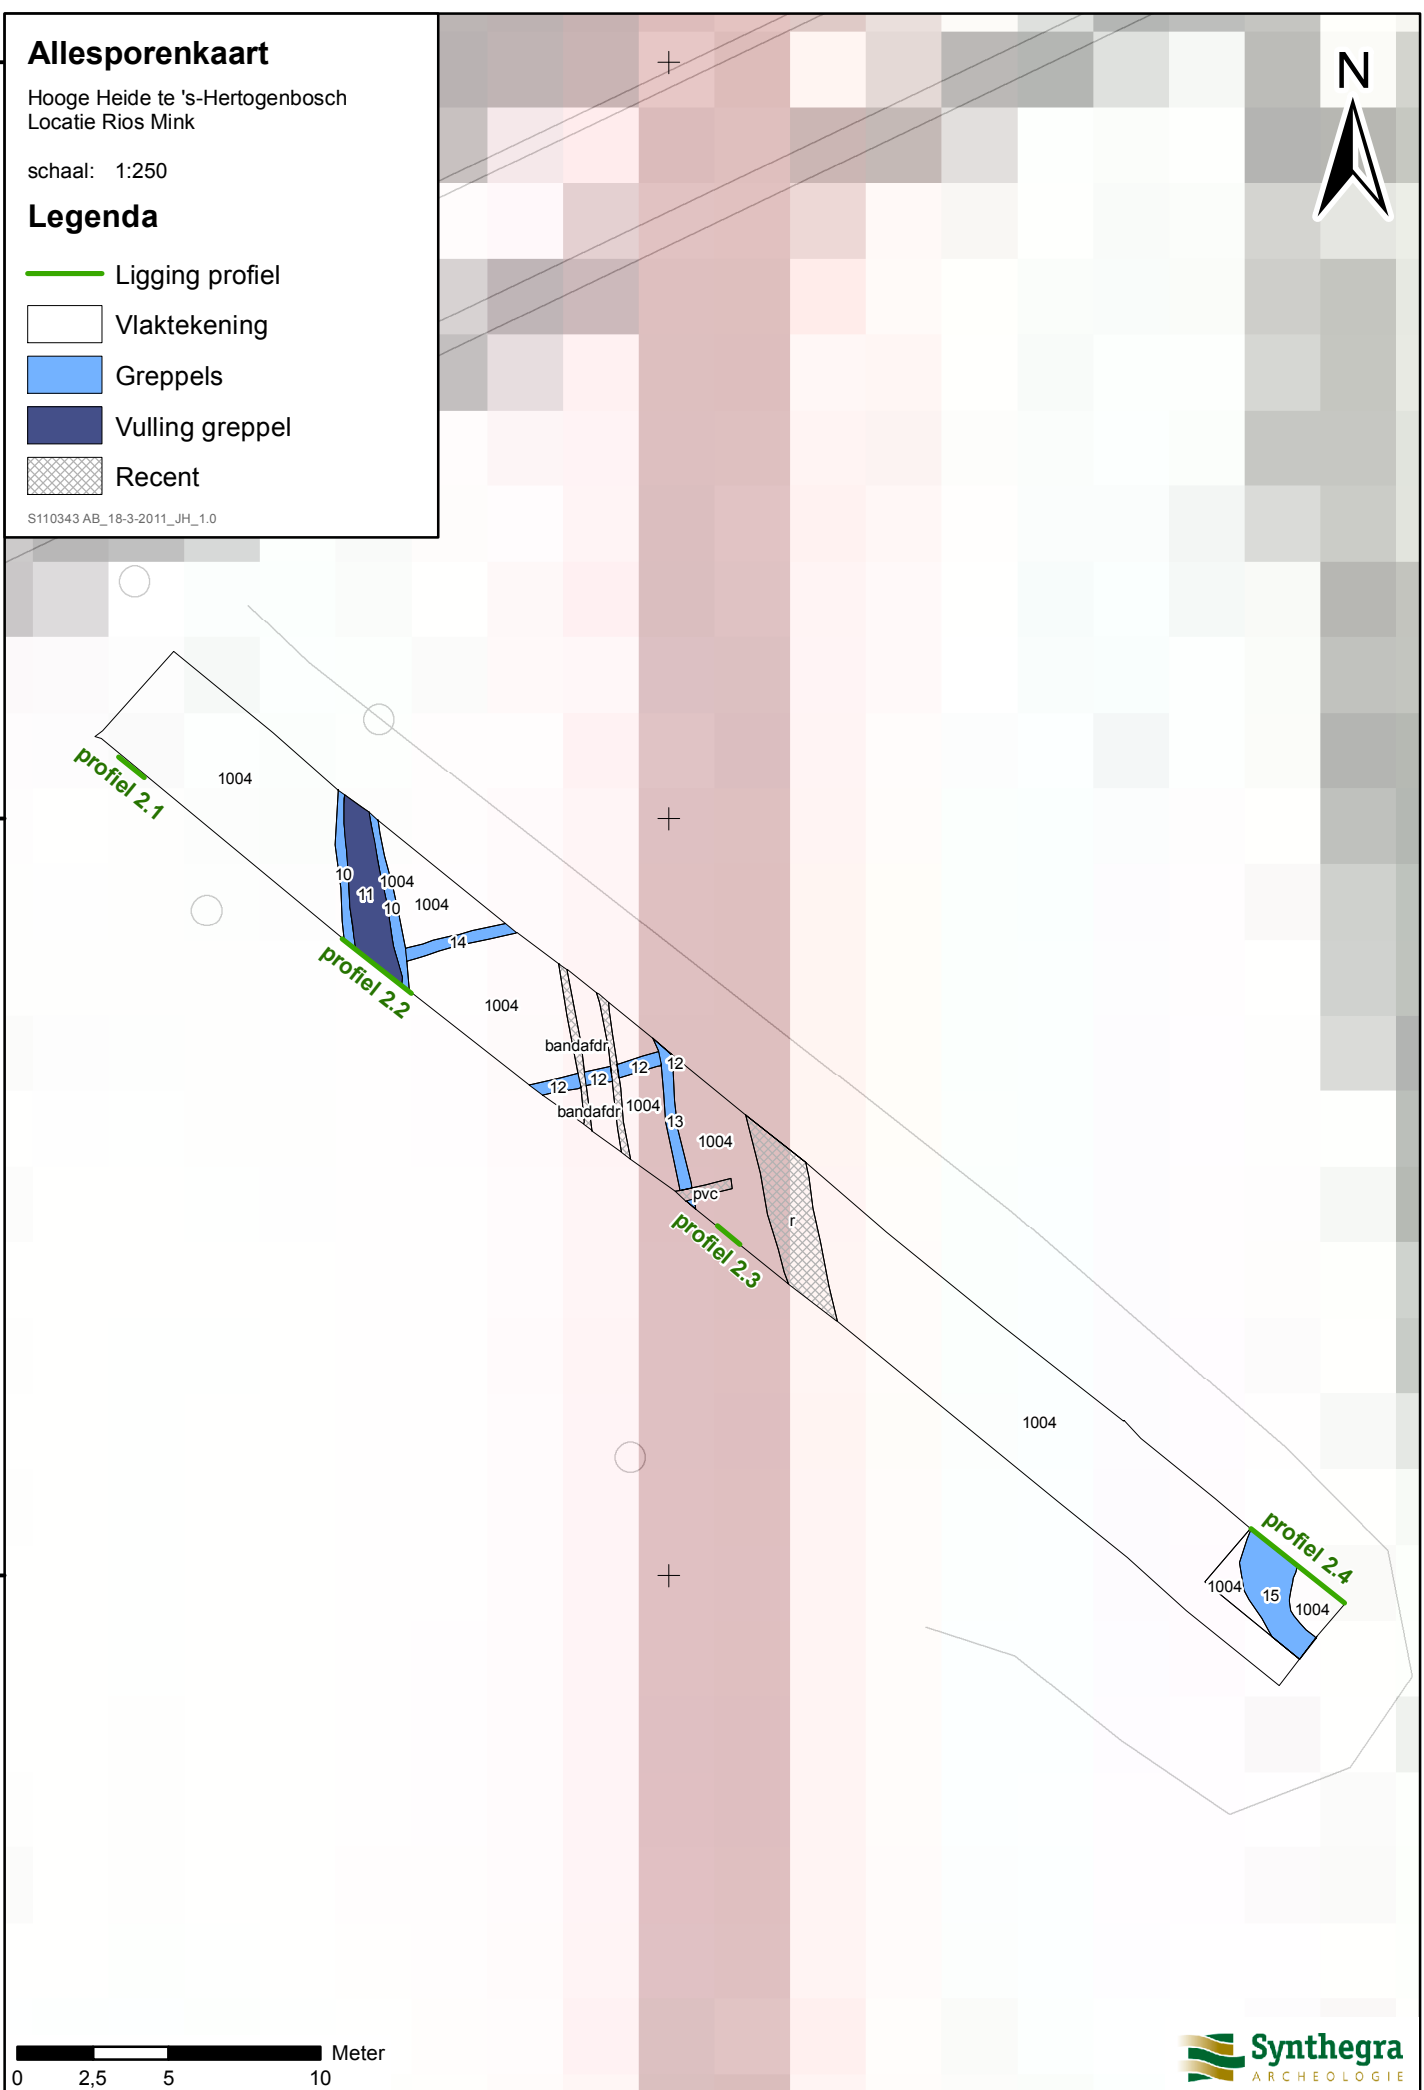 Allesporenkaart
Hooge Heide te 's-Hertogenbosch
Locatie Rios Mink
schaal: 1:250
Legenda
Ligging profiel
Vlaktekening
Greppels
Vulling greppel
Recent
S110343 AB_18-3-2011_JH_1.0
N
profiel 2.1
1004
10
11
1004
10
1004
14
profiel 2.2
1004
bandafdr
12
12
12
12
bandafdr
1004
13
1004
pvc
profiel 2.3
r
1004
profiel 2.4
1004
15
1004
Meter
0 2,5 5 10
Synthegra
ARCHEOLOGIE